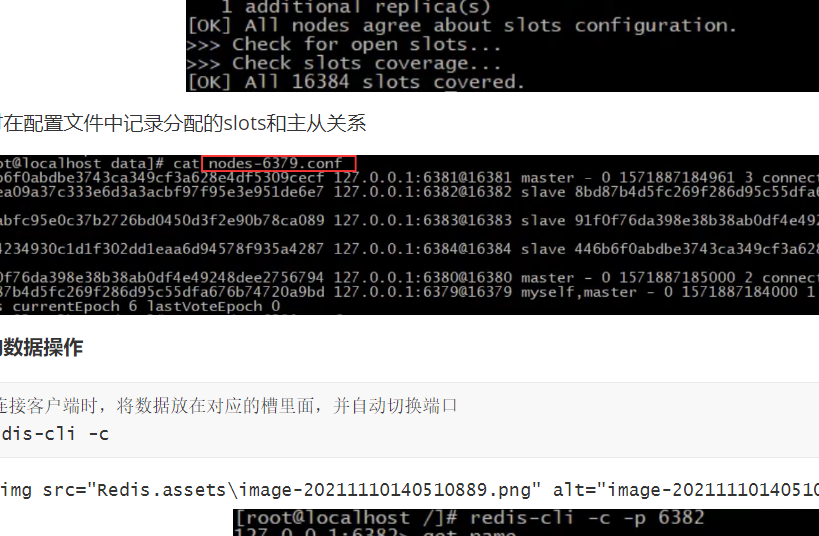 1 additional replica(s)
[OK] All nodes agree about slots configuration.
>>> Check for open slots...
>>> Check slots coverage...
[OK] All 16384 slots covered.
在配置文件中记录分配的slots和主从关系
ot@localhost data]# cat nodes-6379.conf
b6f0abdbe3743ca349cf3a628e4df5309cecf 127.0.0.1:6381@16381 master - 0 1571887184961 3 connect
ea09a37c333e6d3a3acbf97f95e3e951de6e7 127.0.0.1:6382@16382 slave 8bd87b4d5fc269f286d95c55dfa6
abfc95e0c37b2726bd0450d3f2e90b78ca089 127.0.0.1:6383@16383 slave 91f0f76da398e38b38ab0df4e492
4234930c1d1f302dd1eaa6d94578f935a4287 127.0.0.1:6384@16384 slave 446b6f0abdbe3743ca349cf3a628
0f76da398e38b38ab0df4e49248dee2756794 127.0.0.1:6380@16380 master - 0 1571887185000 2 connect
87b4d5fc269f286d95c55dfa676b74720a9bd 127.0.0.1:6379@16379 myself,master - 0 1571887184000 1
s currentEpoch 6 lastVoteEpoch 0
数据操作
连接客户端时，将数据放在对应的槽里面，并自动切换端口
dis-cli -c
img src="Redis.assets\image-20211110140510889.png" alt="image-2021111014051
[root@localhost /]# redis-cli -c -p 6382
127.0.0.1:6382> get name